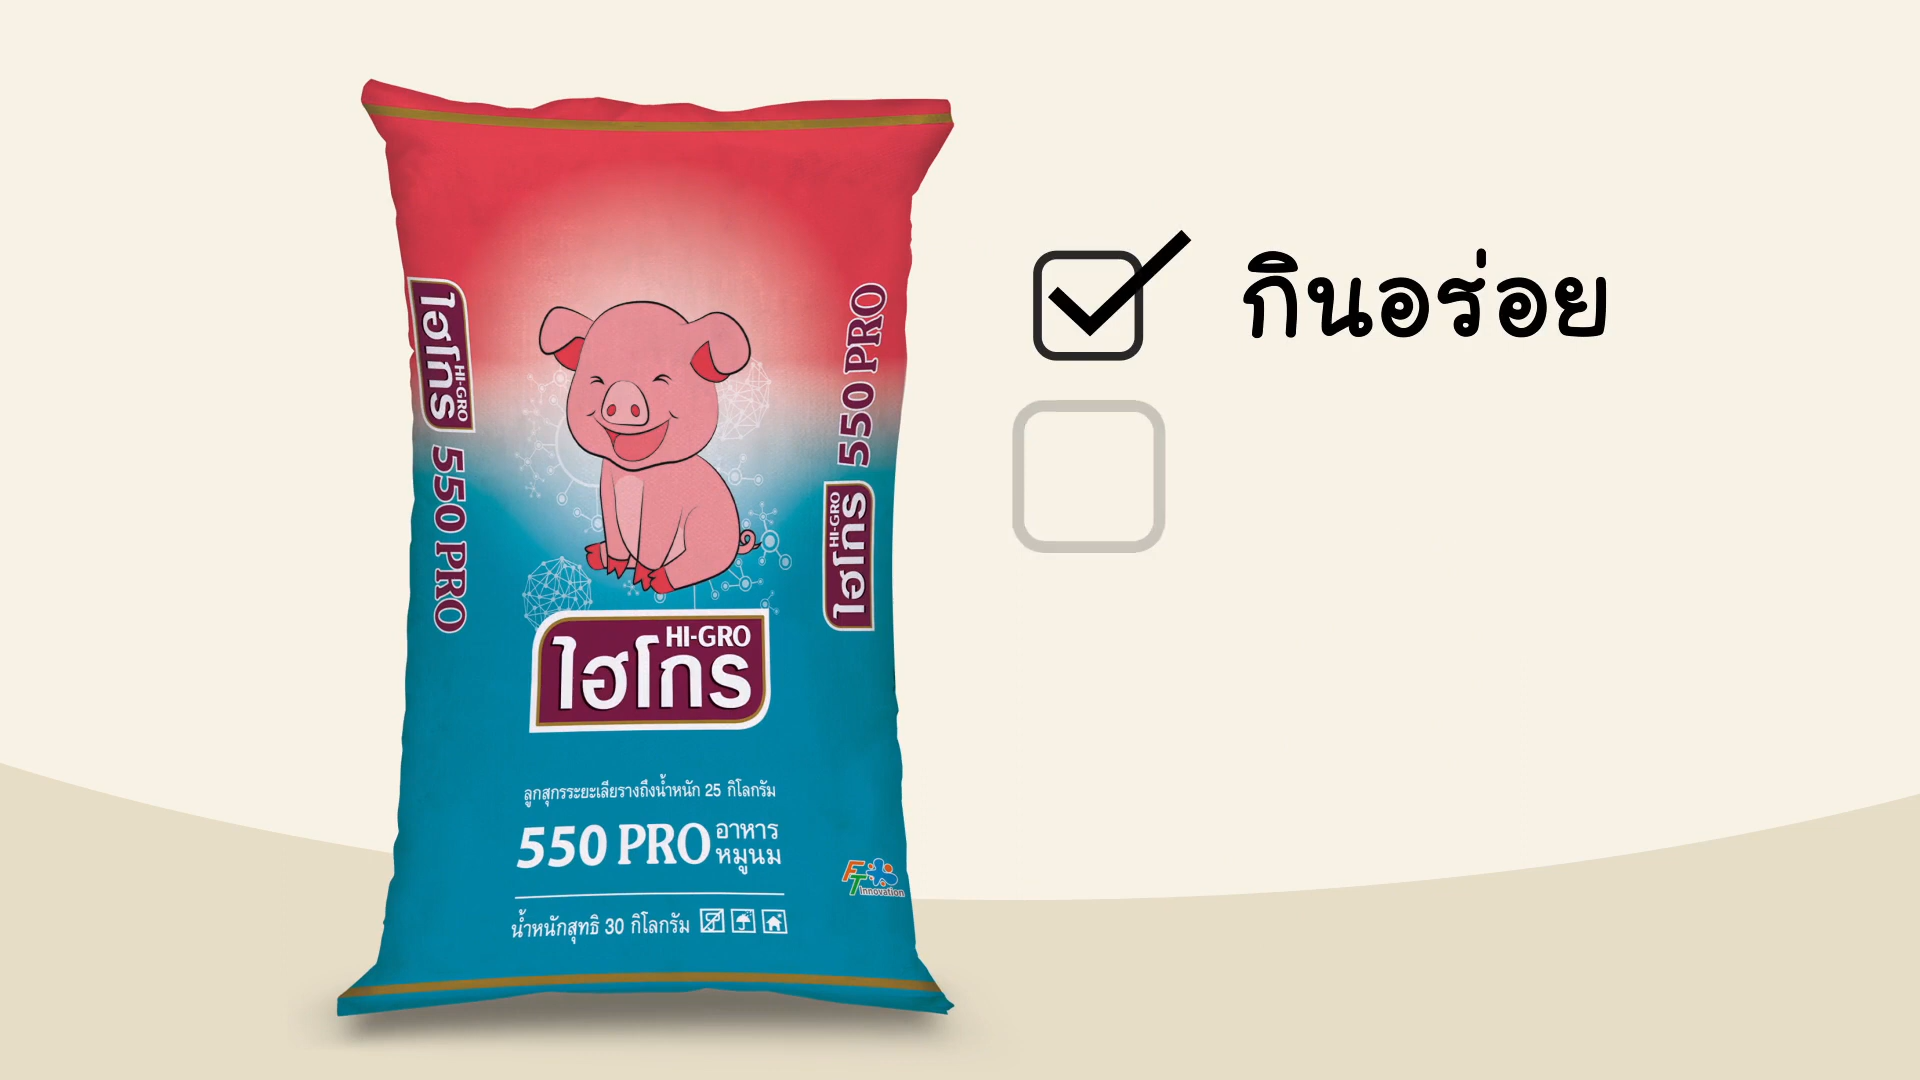 กินอร่อย
ไฮโกร
HI-GRO
550 PRO
550 PRO
HI-GRO
ไฮโกร
HI-GRO
ไฮโกร
ลูกสุกรระยะเลียรางถึงน้ำหนัก 25 กิโลกรัม
550 PRO อาหาร
หมูนม
FT
Innovation
น้ำหนักสุทธิ 30 กิโลกรัม